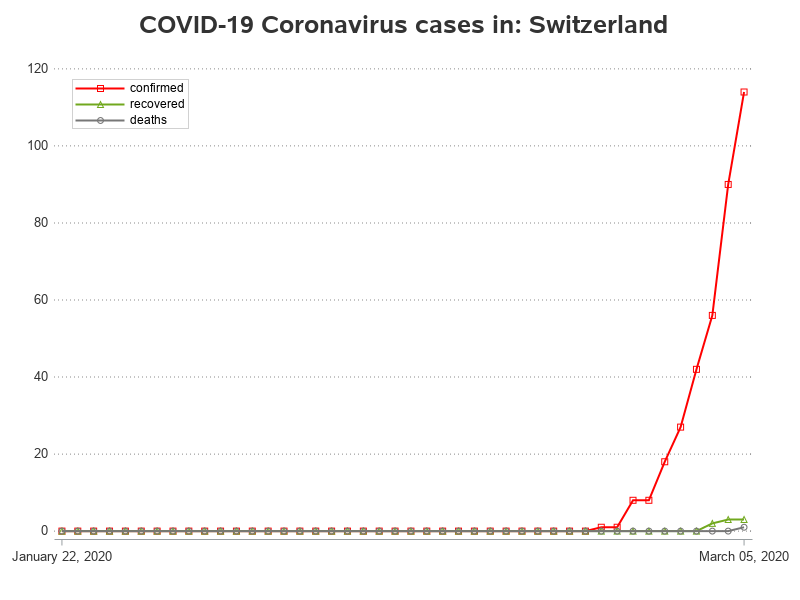 COVID-19 Coronavirus cases in: Switzerland
120
confirmed
recovered
deaths
100
80
60
40
20
0
January 22, 2020
March 05, 2020